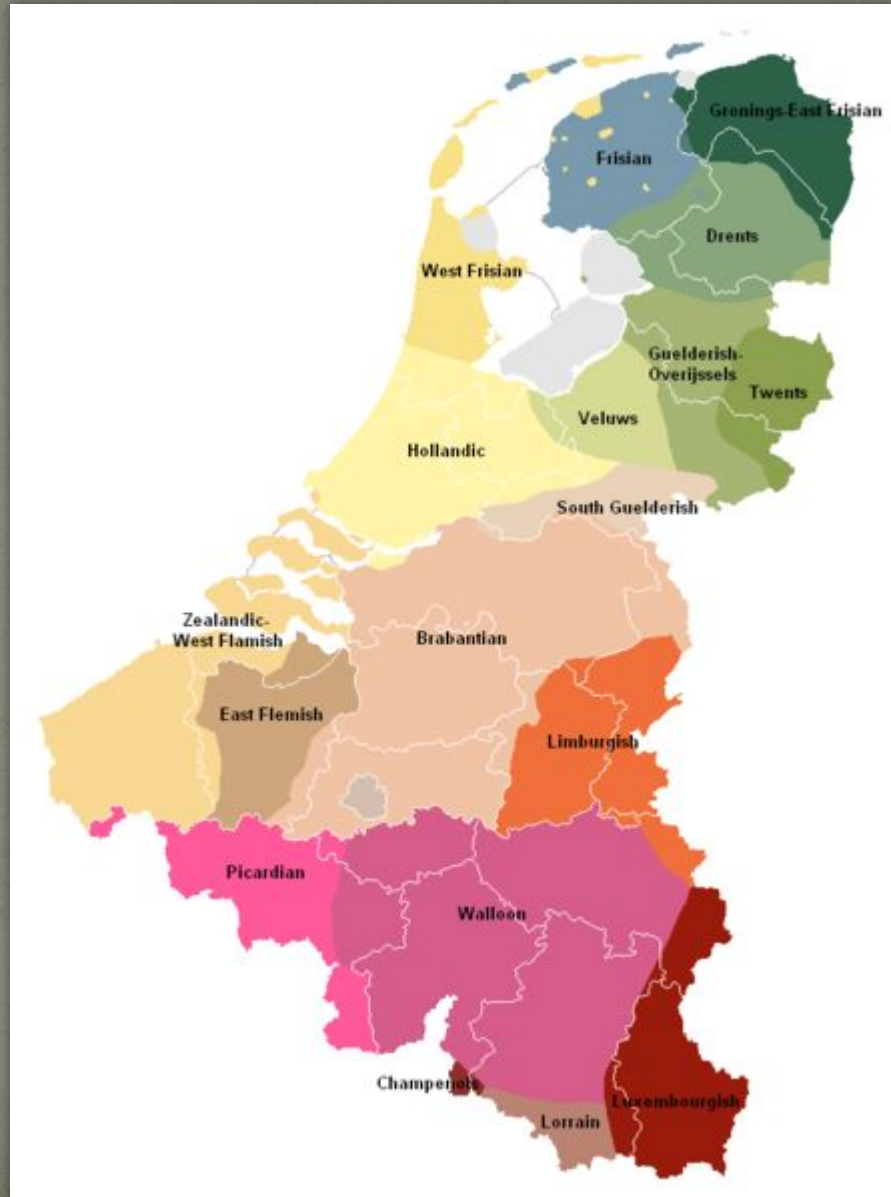 Gronings-East Frisian
Frisian
Drents
West Frisian
Guelderish-
Overijssels
Twents
Veluws
Hollandic
South Guelderish
Zealandic-
West Flamish
Brabantian
East Flemish
Limburgish
Picardian
Walloon
Champerjols
Luxembourgish
Lorrain